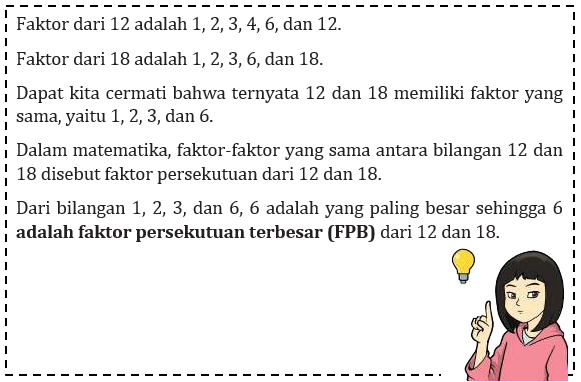 Faktor dari 12 adalah 1, 2, 3, 4, 6, dan 12.
Faktor dari 18 adalah 1, 2, 3, 6, dan 18.
Dapat kita cermati bahwa ternyata 12 dan 18 memiliki faktor yang
sama, yaitu 1, 2, 3, dan 6.
Dalam matematika, faktor-faktor yang sama antara bilangan 12 dan
18 disebut faktor persekutuan dari 12 dan 18.
Dari bilangan 1, 2, 3, dan 6, 6 adalah yang paling besar sehingga 6
adalah faktor persekutuan terbesar (FPB) dari 12 dan 18.